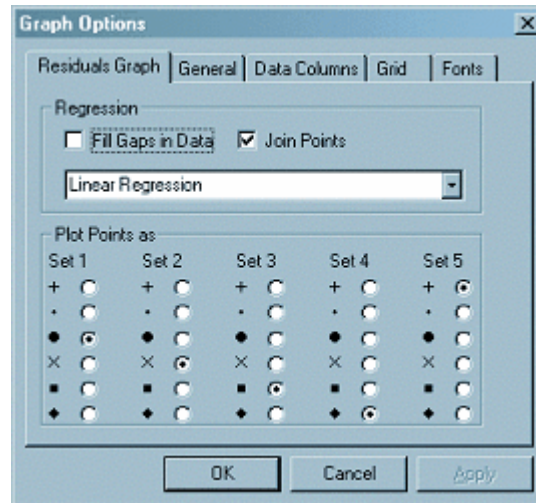 Graph Options
Residuals Graph General Data Columns Grid Fonts
Regression
Fill Gaps in Data Join Points
Linear Regression
Plot Points as
Set 1 Set 2 Set 3 Set 4 Set 5
OK Cancel Apply